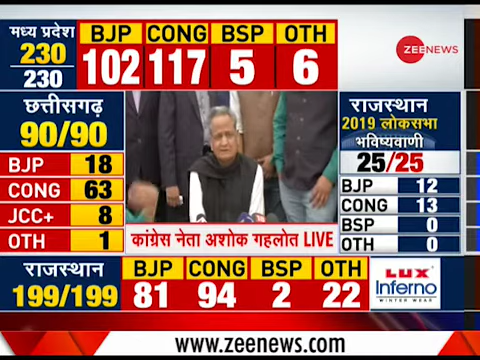 मध्य प्रदेश
230
230
BJP CONG BSP OTH
102 117 5 6
ZEE NEWS
छत्तीसगढ़
90/90
BJP 18
CONG 63
JCC+ 8
OTH 1
राजस्थान
2019 लोकसभा
भविष्यवाणी
25/25
BJP 12
CONG 13
BSP 0
OTH 0
कांग्रेस नेता अशोक गहलोत LIVE
राजस्थान
199/199
BJP CONG BSP OTH
81 94 2 22
LUX
Inferno
WINTER WEAR
www.zeenews.com